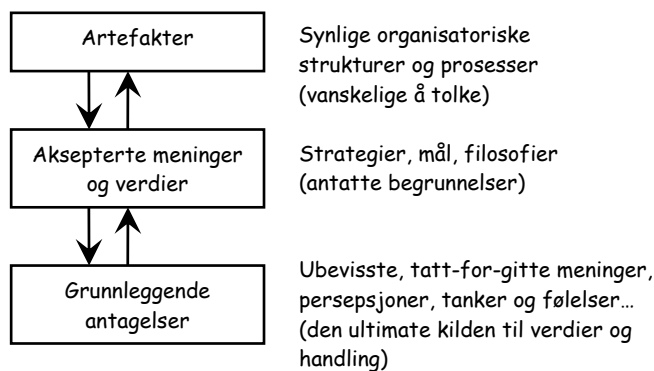 Artefakter
Synlige organisatoriske
strukturer og prosesser
(vanskelige å tolke)
Aksepterte meninger
og verdier
Strategier, mål, filosofier
(antatte begrunnelser)
Grunnleggende
antagelser
Ubevisste, tatt-for-gitte meninger,
persepsjoner, tanker og følelser…
(den ultimate kilden til verdier og
handling)